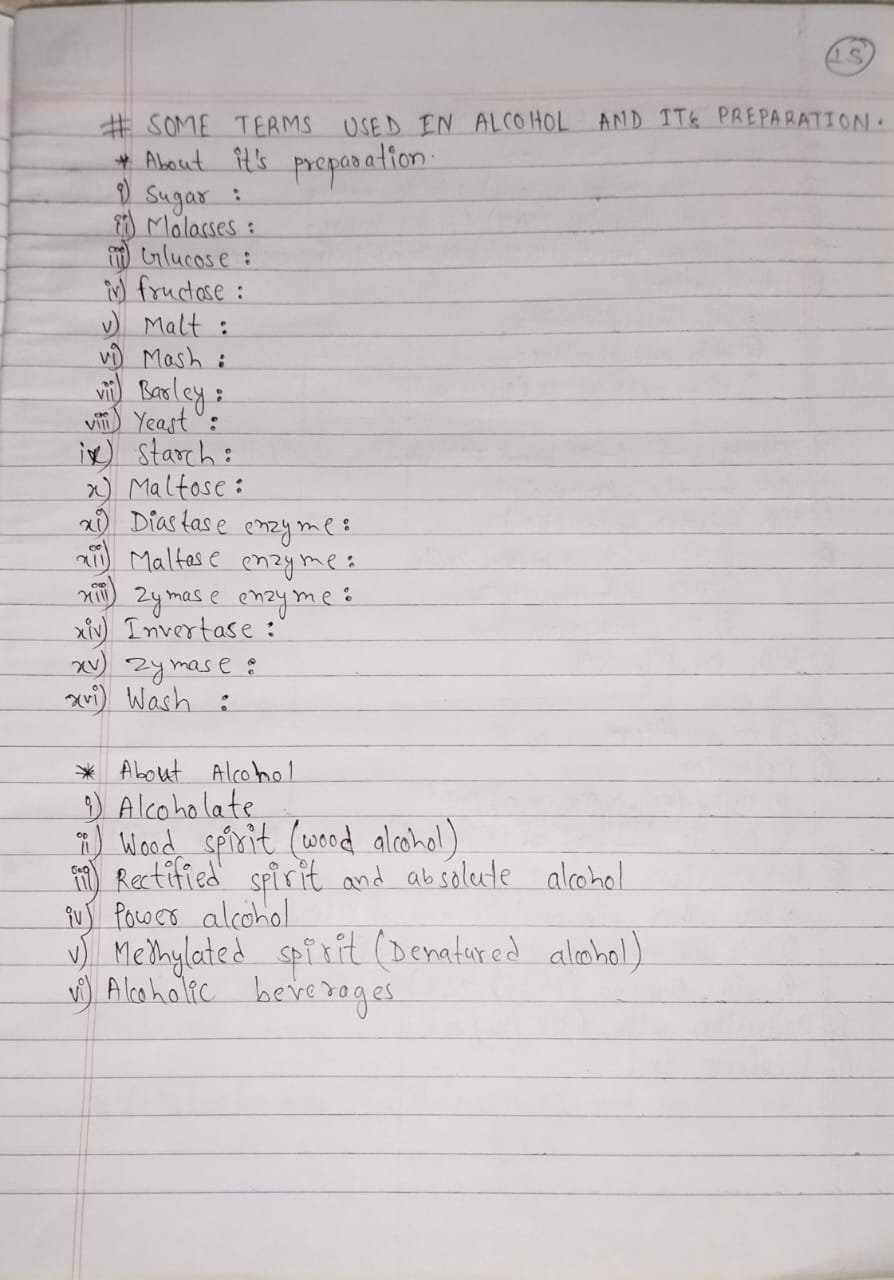 15
# SOME TERMS USED IN ALCOHOL AND ITS PREPARATION.
* About it's preparation.
i) Sugar :
ii) Molasses :
iii) Glucose :
iv) fructose :
v) Malt :
vi) Mash :
vii) Barley :
viii) Yeast :
ix) Starch :
x) Maltose :
xi) Diastase enzyme :
xii) Maltase enzyme :
xiii) Zymase enzyme :
xiv) Invertase :
xv) Zymase :
xvi) Wash :
* About Alcohol
i) Alcoholate
ii) Wood spirit (wood alcohol)
iii) Rectified spirit and absolute alcohol
iv) Power alcohol
v) Methylated spirit (Denatured alcohol)
vi) Alcoholic beverages